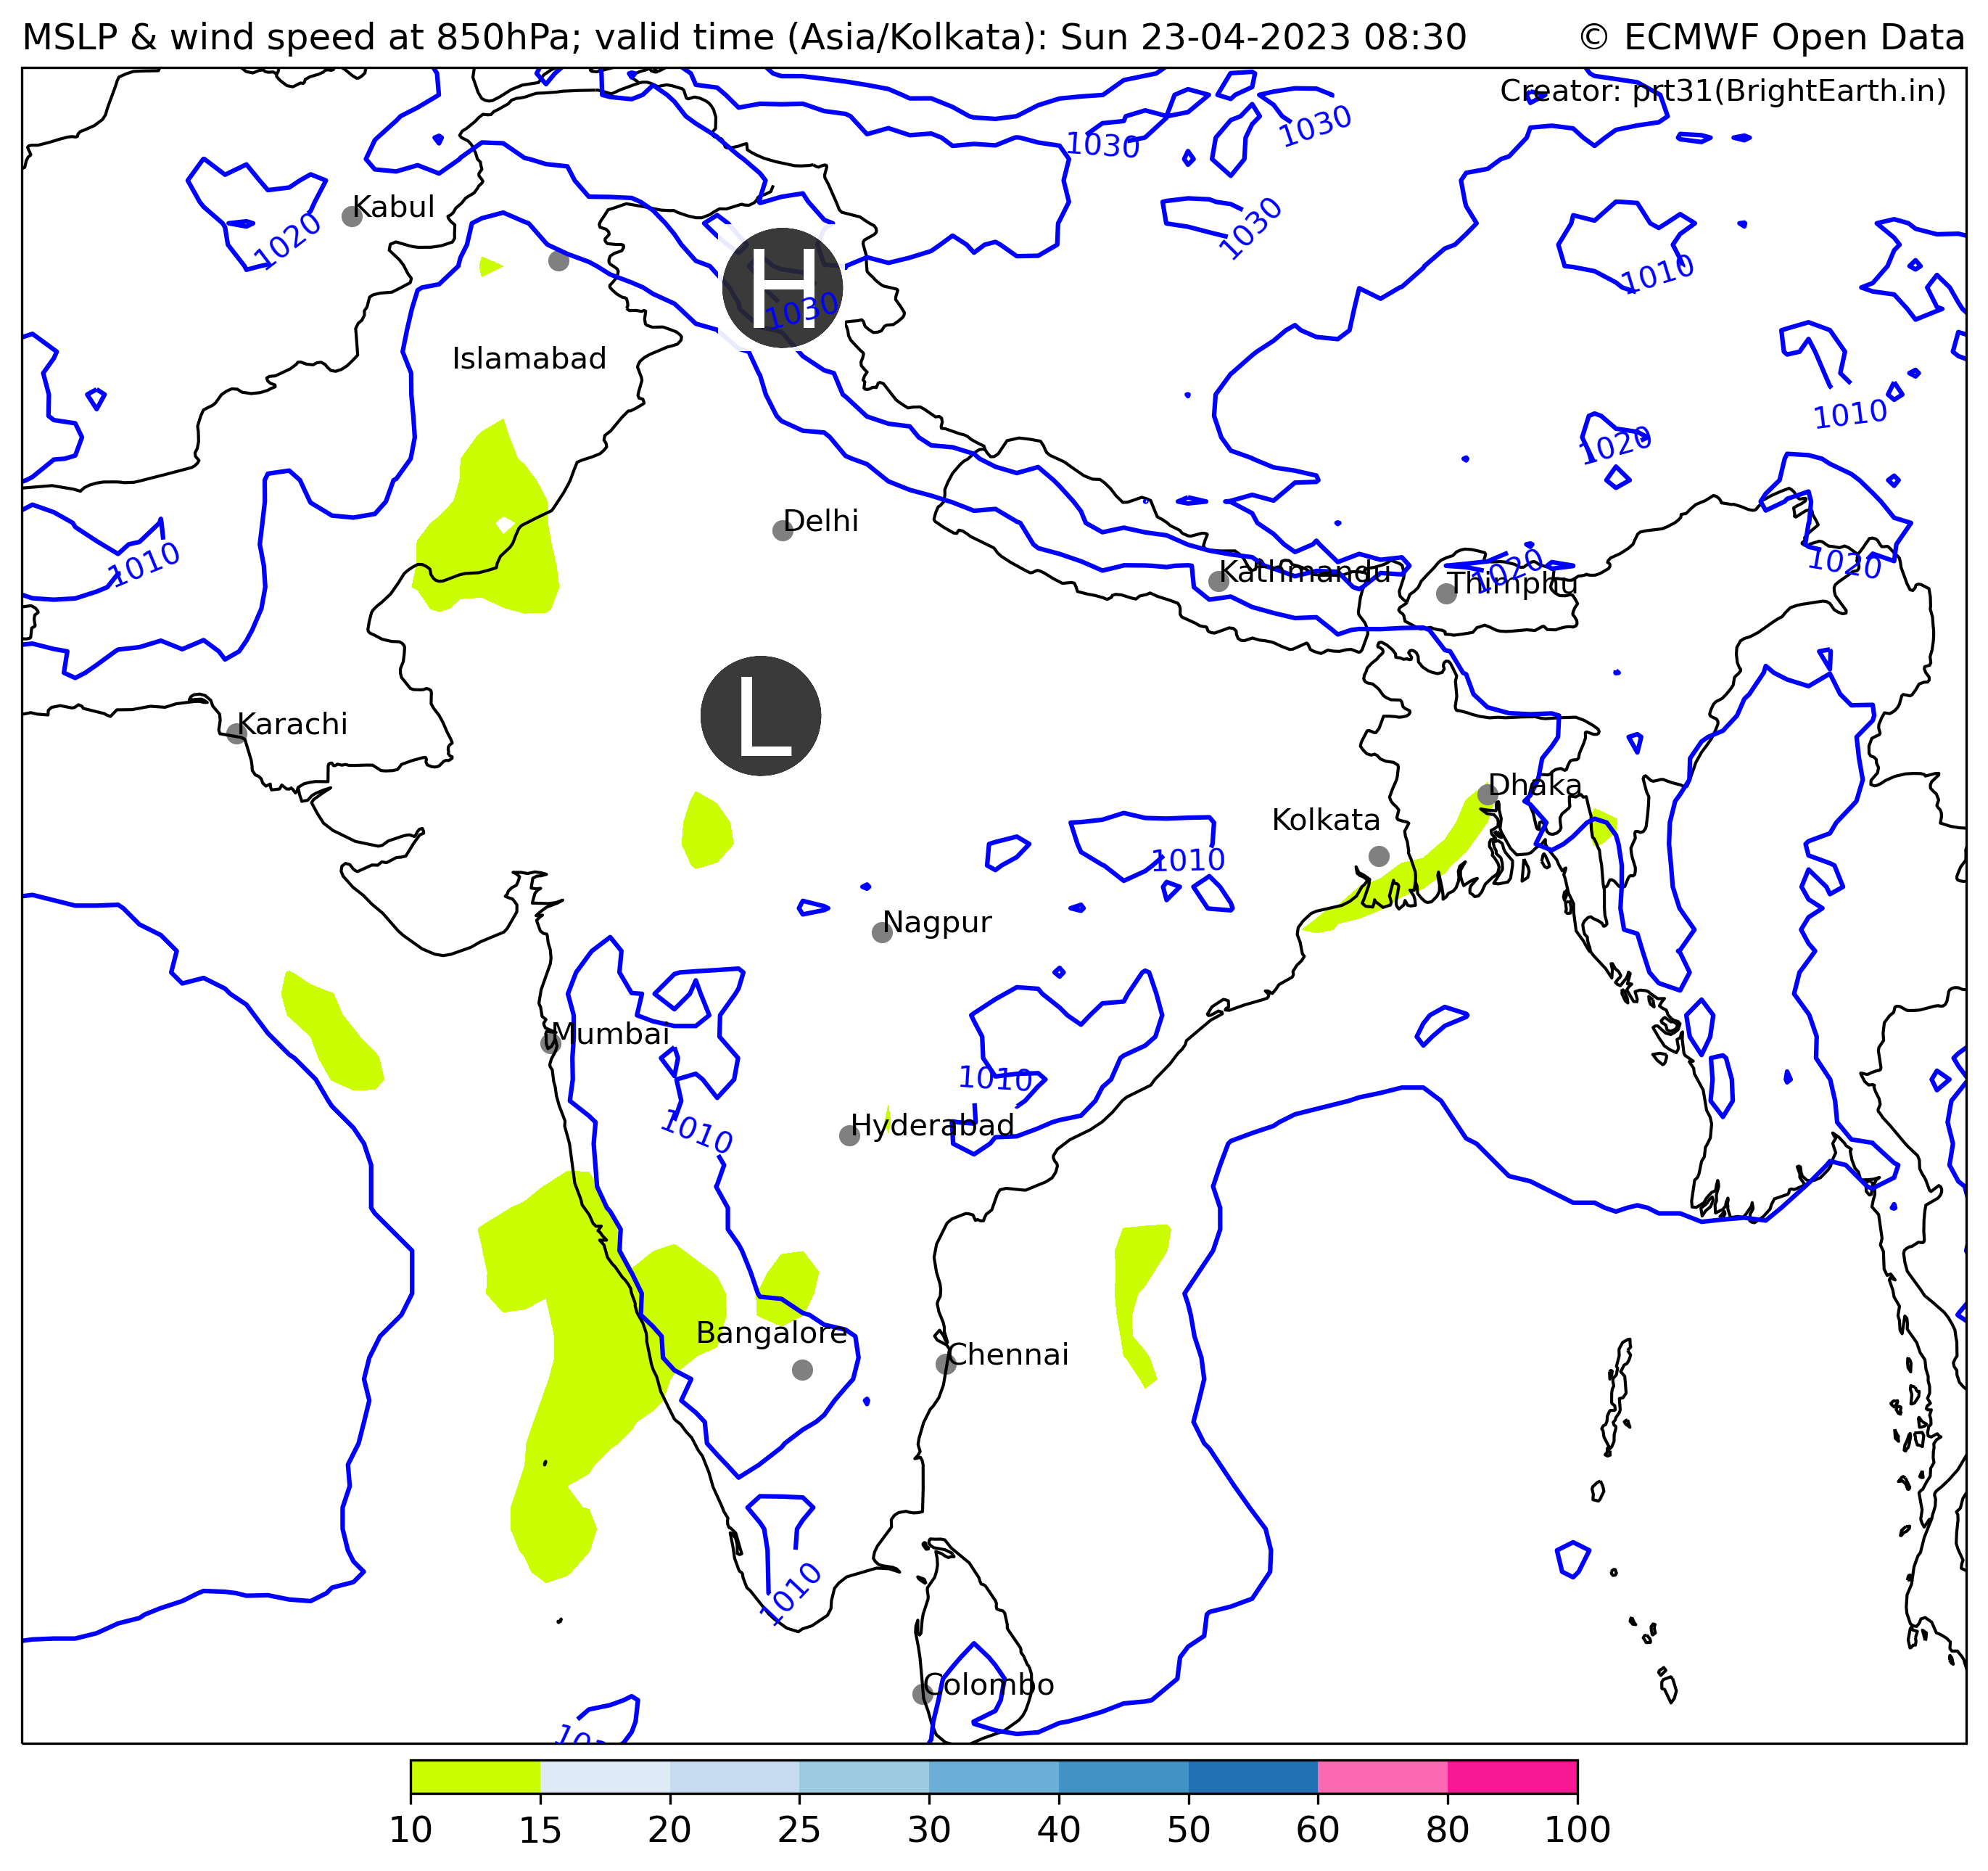 MSLP & wind speed at 850hPa; valid time (Asia/Kolkata): Sun 23-04-2023 08:30
© ECMWF Open Data
Creator: prt31(BrightEarth.in)
1030
1030
Kabul
1020
1030
1010
H
1030
Islamabad
1010
1020
Delhi
1010
Kathmandu
1020
Thimphu
1020
L
Karachi
Dhaka
Kolkata
1010
Nagpur
Mumbai
1010
Hyderabad
1010
Bangalore
Chennai
1010
Colombo
10 15 20 25 30 40 50 60 80 100